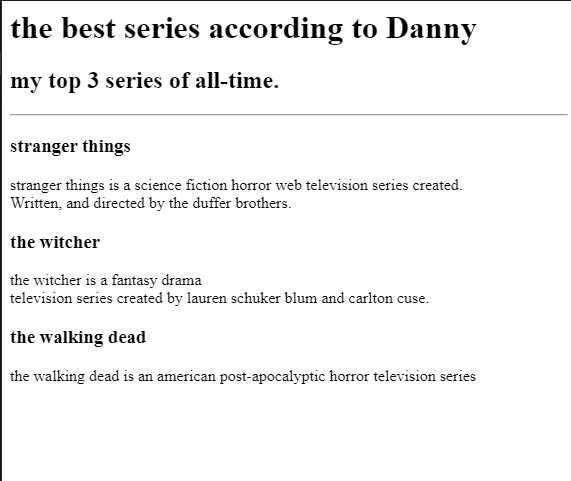 the best series according to Danny
my top 3 series of all-time.
stranger things
stranger things is a science fiction horror web television series created.
Written, and directed by the duffer brothers.
the witcher
the witcher is a fantasy drama
television series created by lauren schuker blum and carlton cuse.
the walking dead
the walking dead is an american post-apocalyptic horror television series